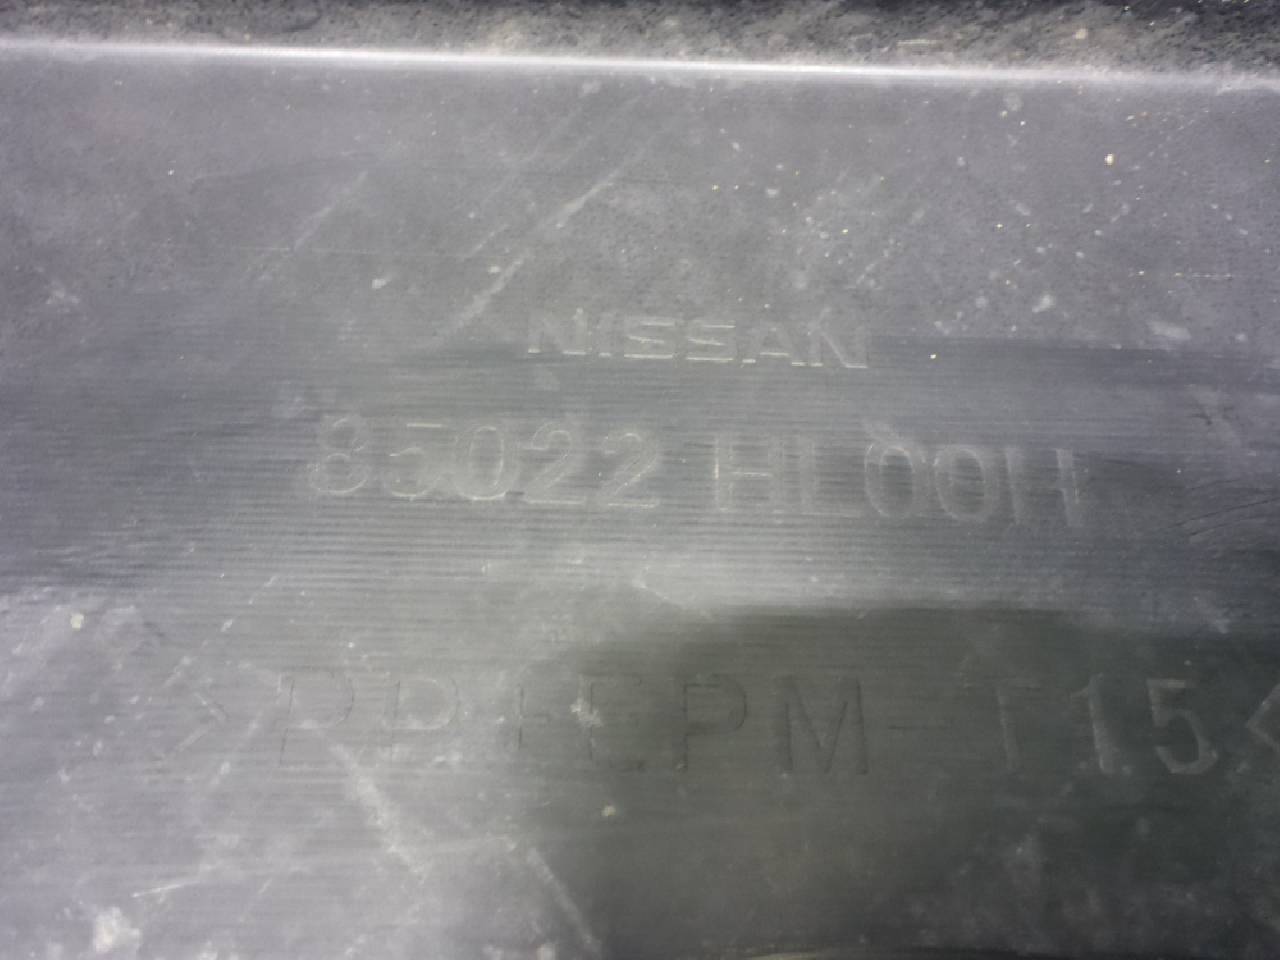 NISSAN
85022 HL00H
>PP+EPM-T15<